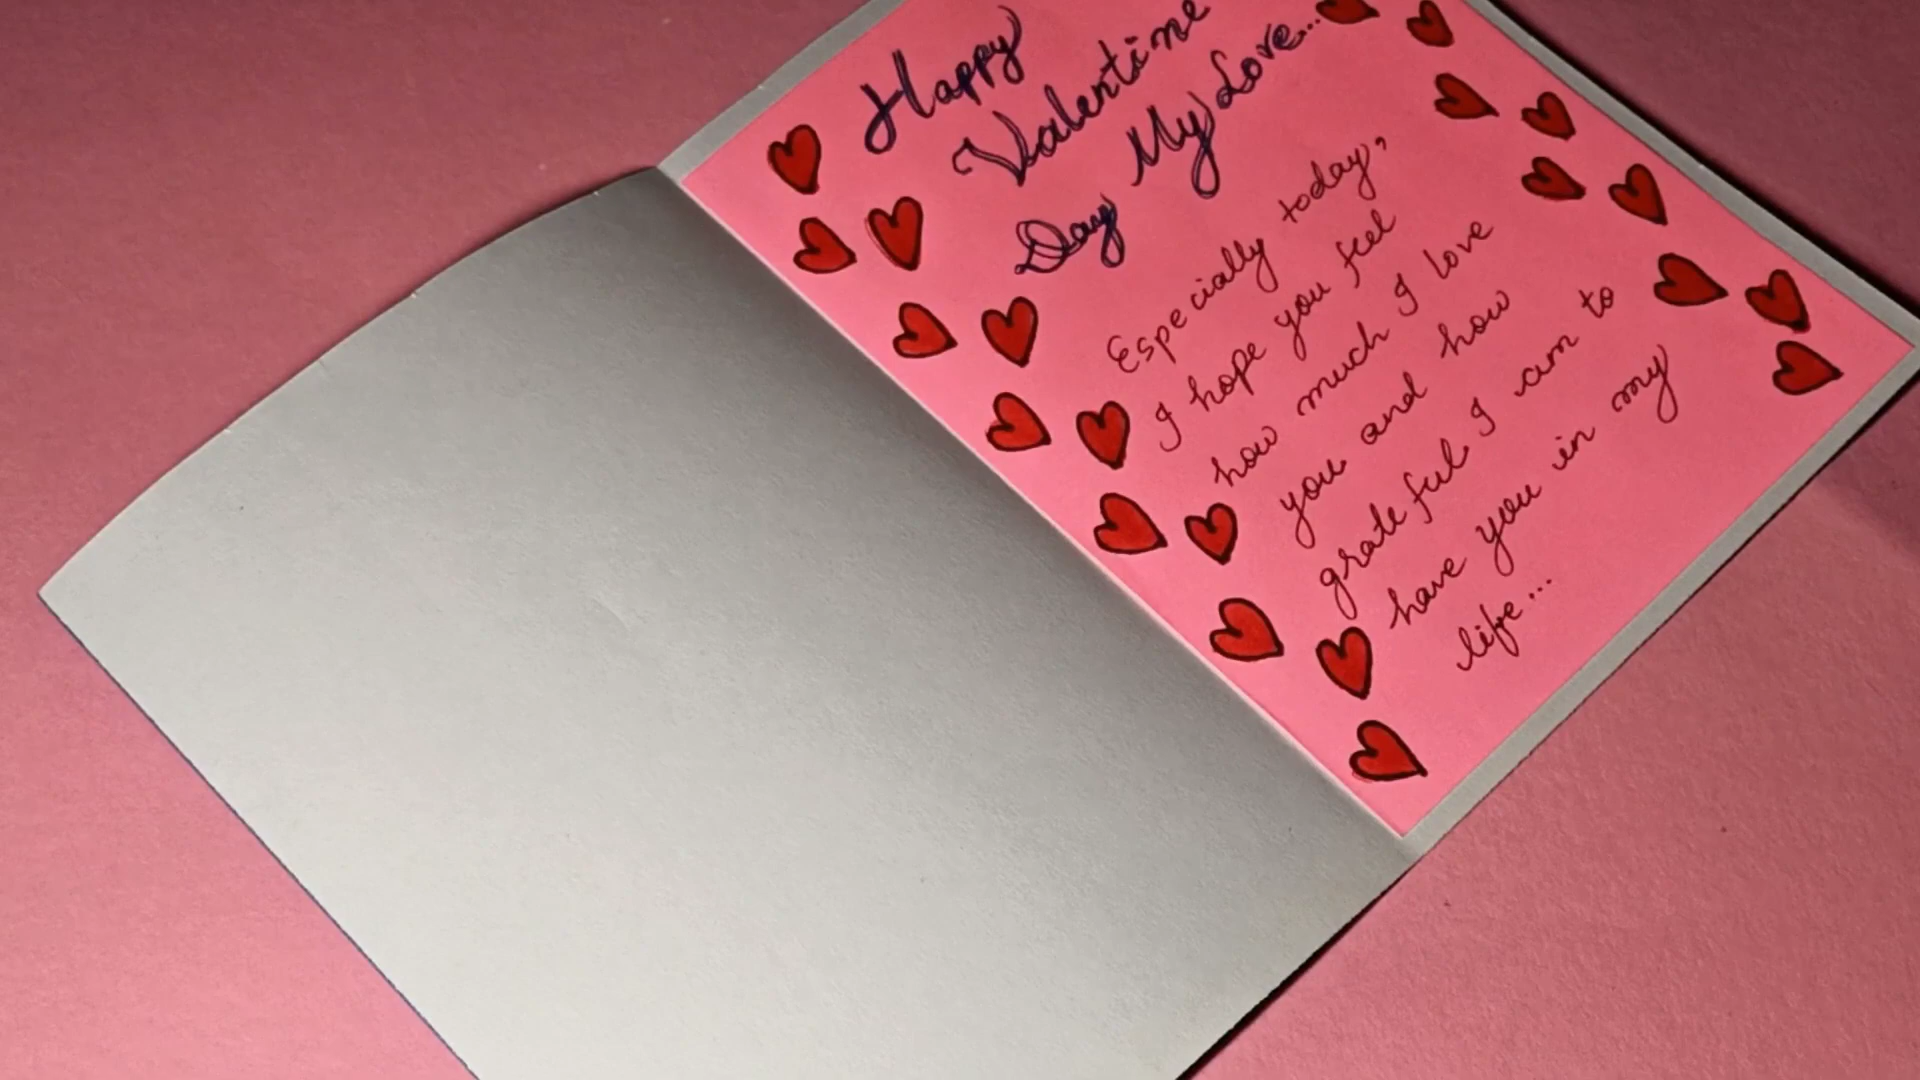 Happy
Valentine
Day My Love...
Especially today,
I hope you feel
how much I love
you and how
grateful I am to
have you in my
life...